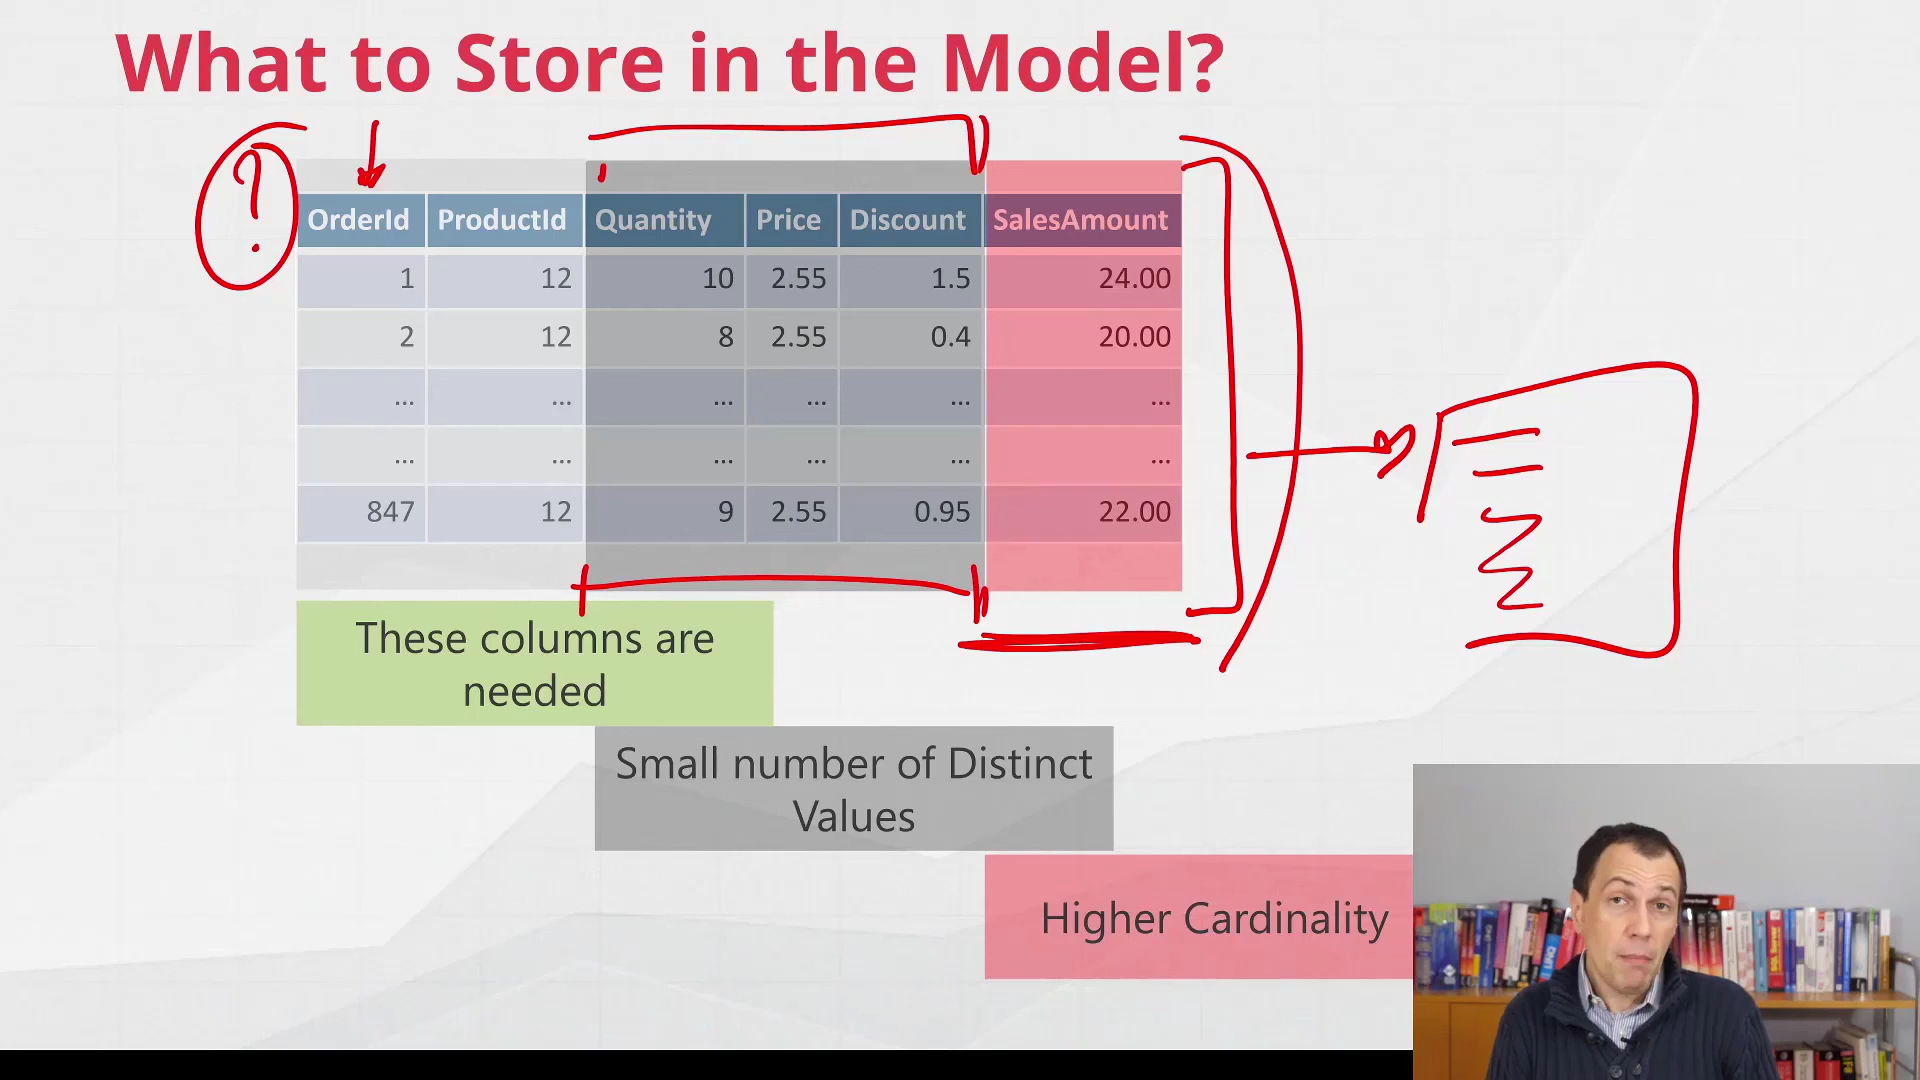 What to Store in the Model?
?
OrderId ProductId Quantity Price Discount SalesAmount
1 12 10 2.55 1.5 24.00
2 12 8 2.55 0.4 20.00
... ... ... ... ... ...
... ... ... ... ... ...
847 12 9 2.55 0.95 22.00
These columns are
needed
Small number of Distinct
Values
Higher Cardinality